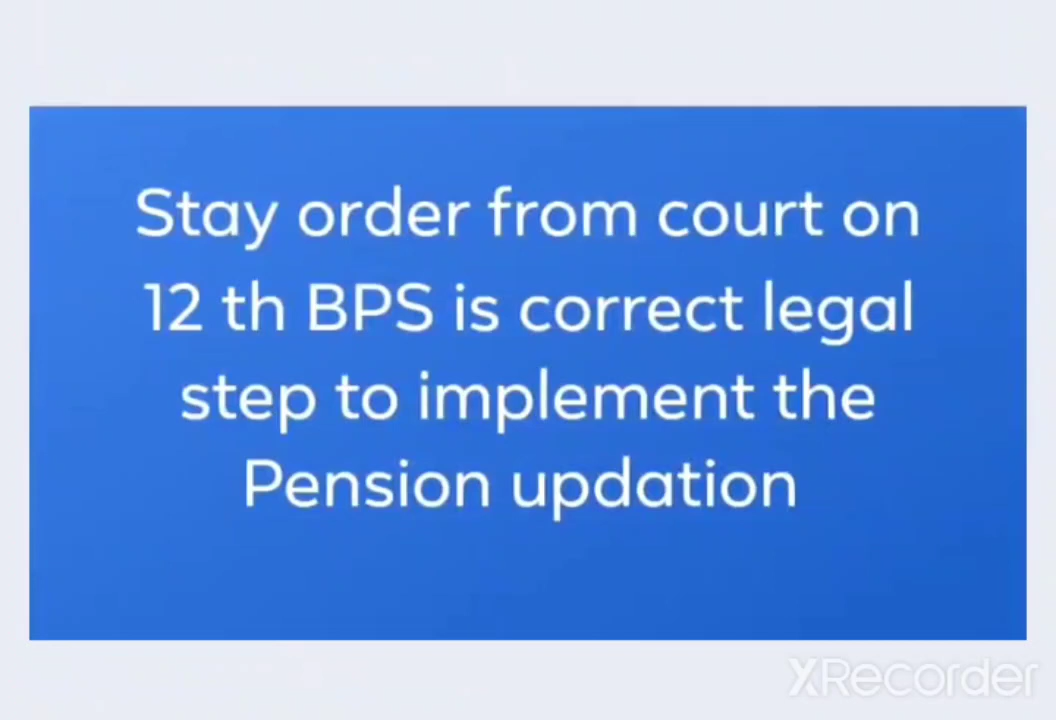 Stay order from court on
12 th BPS is correct legal
step to implement the
Pension updation
XRecorder